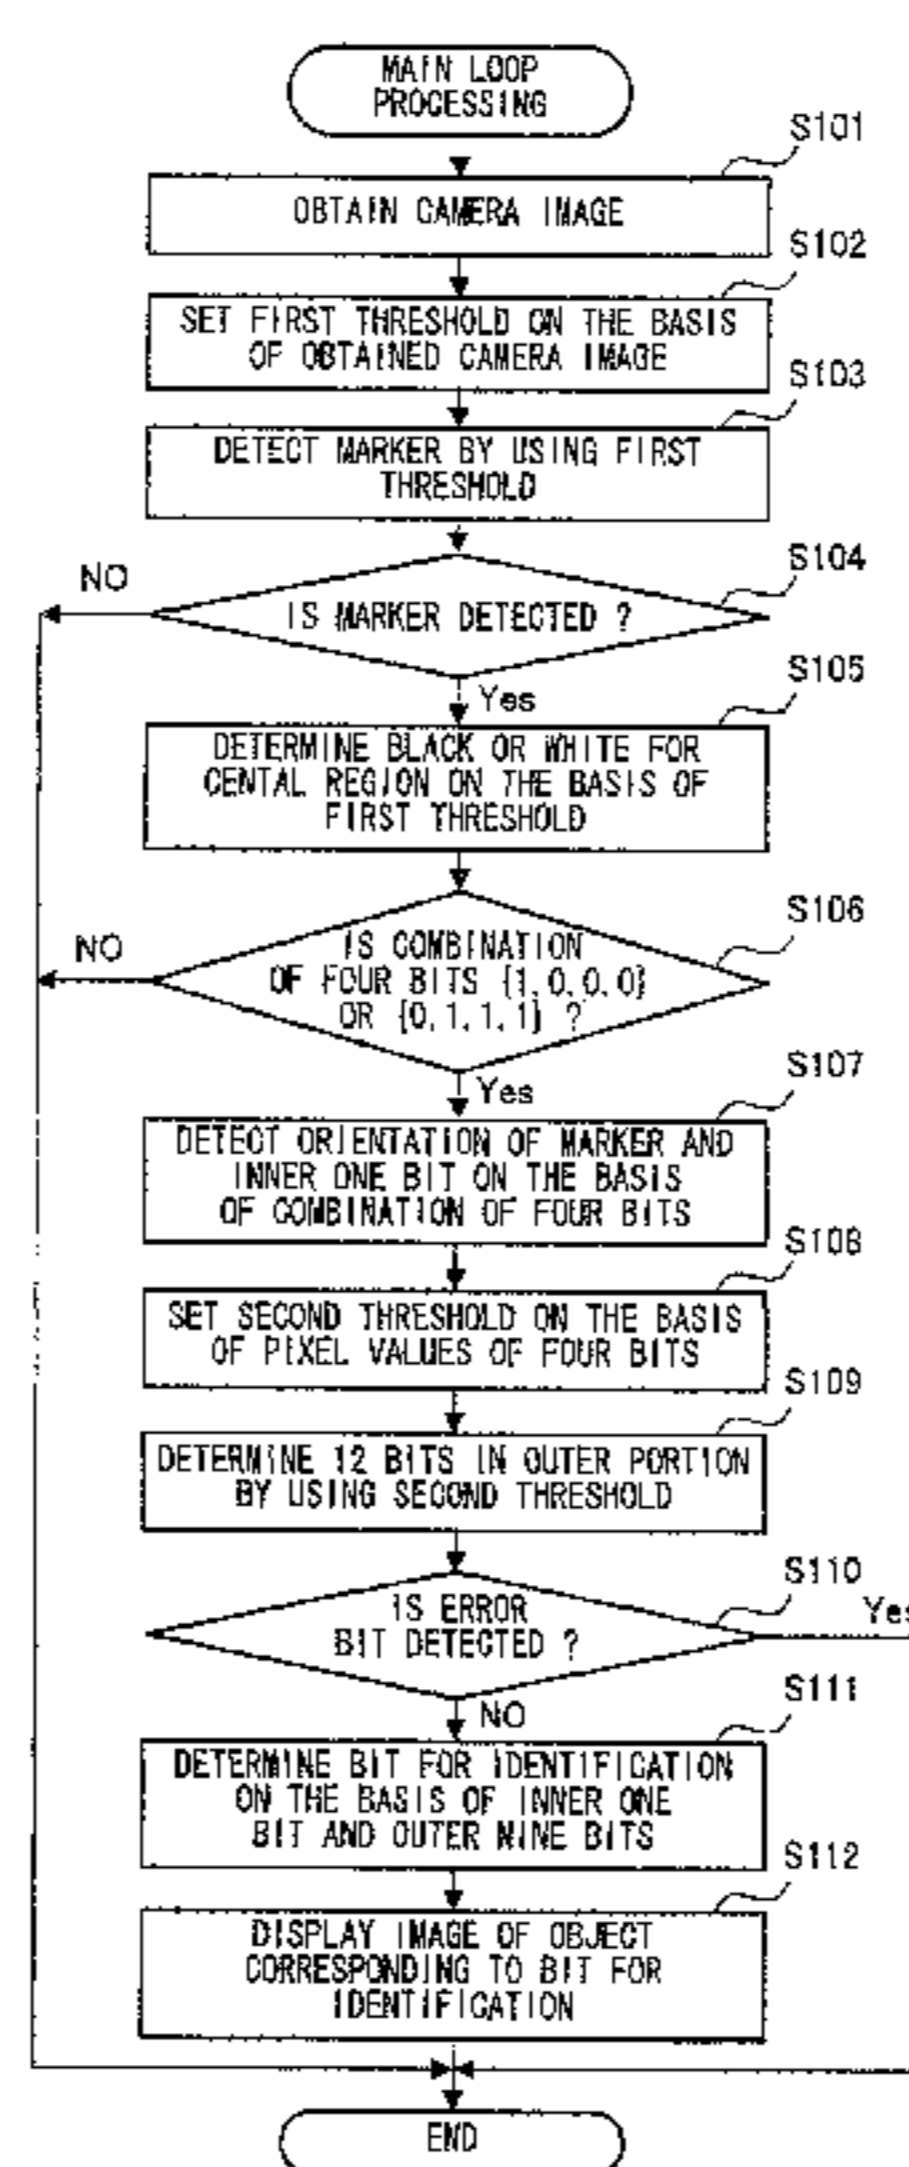 MAIN LOOP
PROCESSING
S101
OBTAIN CAMERA IMAGE
S102
SET FIRST THRESHOLD ON THE BASIS
OF OBTAINED CAMERA IMAGE
S103
DETECT MARKER BY USING FIRST
THRESHOLD
S104
NO
IS MARKER DETECTED ?
Yes
S105
DETERMINE BLACK OR WHITE FOR
CENTAL REGION ON THE BASIS OF
FIRST THRESHOLD
S106
NO
IS COMBINATION
OF FOUR BITS {1,0,0,0}
OR {0,1,1,1} ?
Yes
S107
DETECT ORIENTATION OF MARKER AND
INNER ONE BIT ON THE BASIS
OF COMBINATION OF FOUR BITS
S108
SET SECOND THRESHOLD ON THE BASIS
OF PIXEL VALUES OF FOUR BITS
S109
DETERMINE 12 BITS IN OUTER PORTION
BY USING SECOND THRESHOLD
S110
IS ERROR
BIT DETECTED ?
Yes
NO
S111
DETERMINE BIT FOR IDENTIFICATION
ON THE BASIS OF INNER ONE
BIT AND OUTER NINE BITS
S112
DISPLAY IMAGE OF OBJECT
CORRESPONDING TO BIT FOR
IDENTIFICATION
END